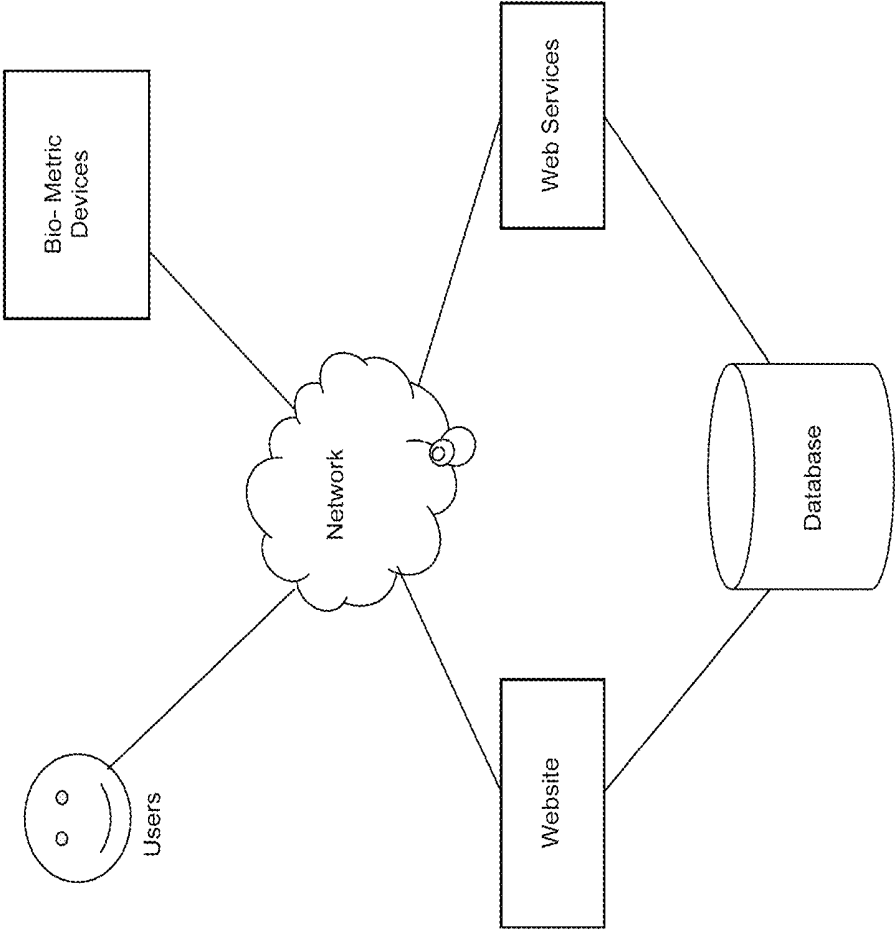 Users
Bio- Metric
Devices
Network
Website
Web Services
Database